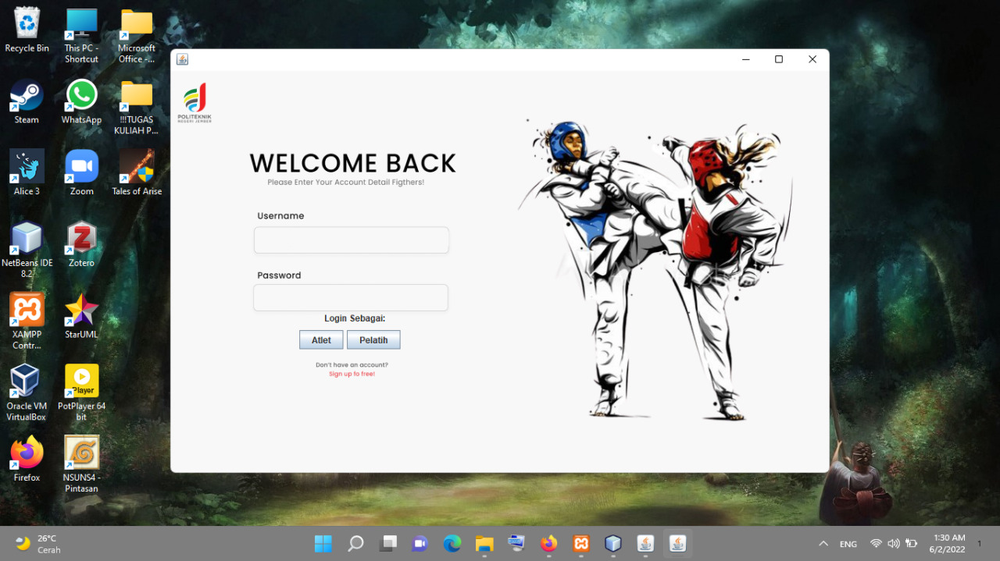 Recycle Bin
This PC -
Shortcut
Microsoft
Office -...
Steam
WhatsApp
!!!TUGAS
KULIAH P...
Alice 3
Zoom
Tales of Arise
NetBeans IDE
8.2
Zotero
XAMPP
Contr...
StarUML
Oracle VM
VirtualBox
Player
PotPlayer 64
bit
Firefox
NSUNS4 -
Pintasan
POLITEKNIK
NEGERI JEMBER
WELCOME BACK
Please Enter Your Account Detail Figthers!
Username
Password
Login Sebagai:
Atlet
Pelatih
Don't have an account?
Sign up fo free!
26°C
Cerah
ENG
1:30 AM
6/2/2022
1